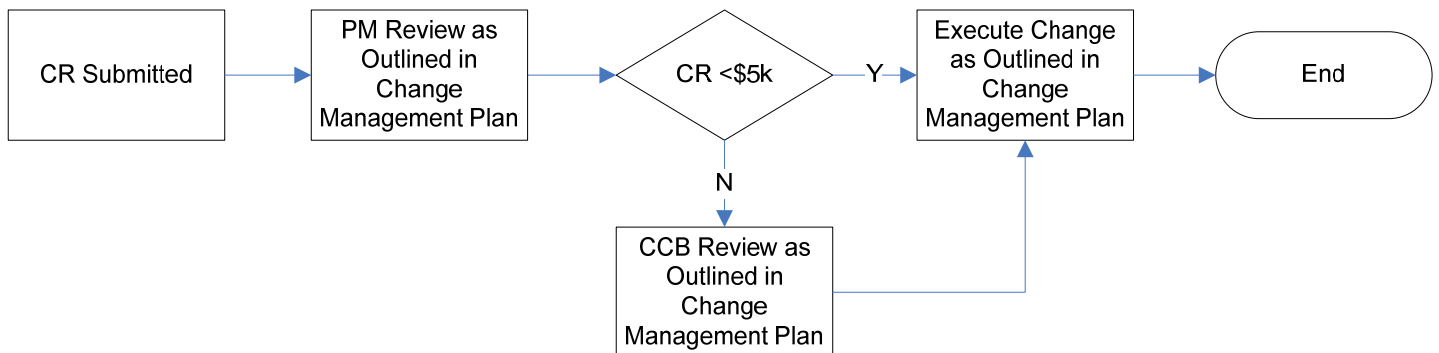 CR Submitted
PM Review as
Outlined in
Change
Management Plan
CR <$5k
Y
Execute Change
as Outlined in
Change
Management Plan
End
N
CCB Review as
Outlined in
Change
Management Plan